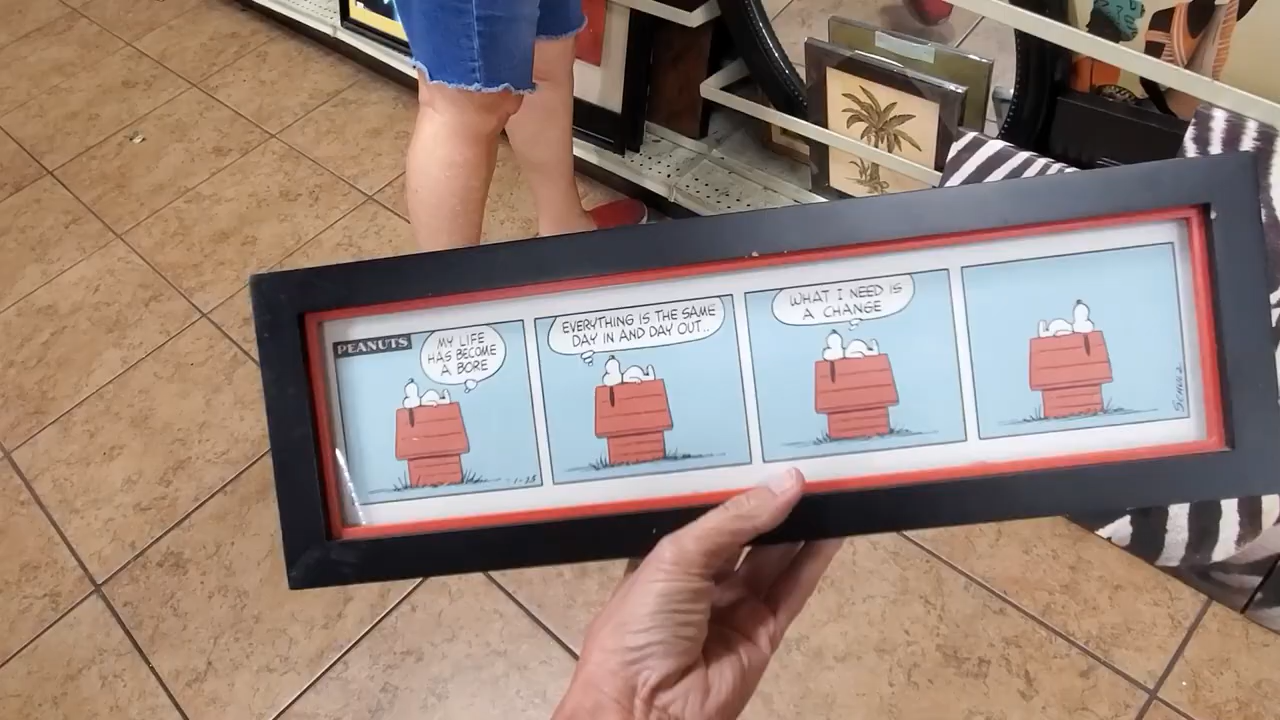 PEANUTS
MY LIFE
HAS BECOME
A BORE
EVERYTHING IS THE SAME
DAY IN AND DAY OUT..
WHAT I NEED IS
A CHANGE
SCHULZ